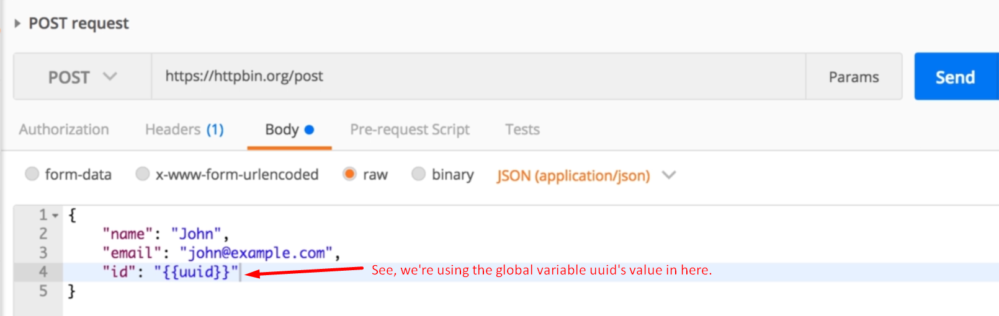 POST request
POST https://httpbin.org/post Params Send
Authorization Headers (1) Body Pre-request Script Tests
form-data x-www-form-urlencoded raw binary JSON (application/json)
1 {
2 "name": "John",
3 "email": "john@example.com",
4 "id": "{{uuid}}" See, we're using the global variable uuid's value in here.
5 }